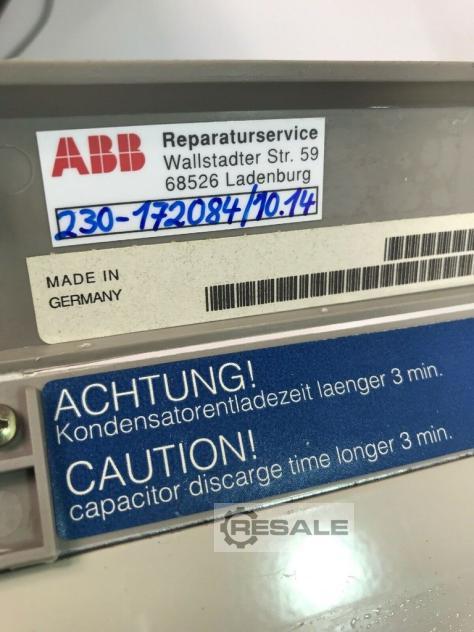 ABB Reparaturservice
Wallstadter Str. 59
68526 Ladenburg
230-172084/10.14
MADE IN
GERMANY
ACHTUNG!
Kondensatorentladezeit laenger 3 min.
CAUTION!
capacitor discarge time longer 3 min.
RESALE